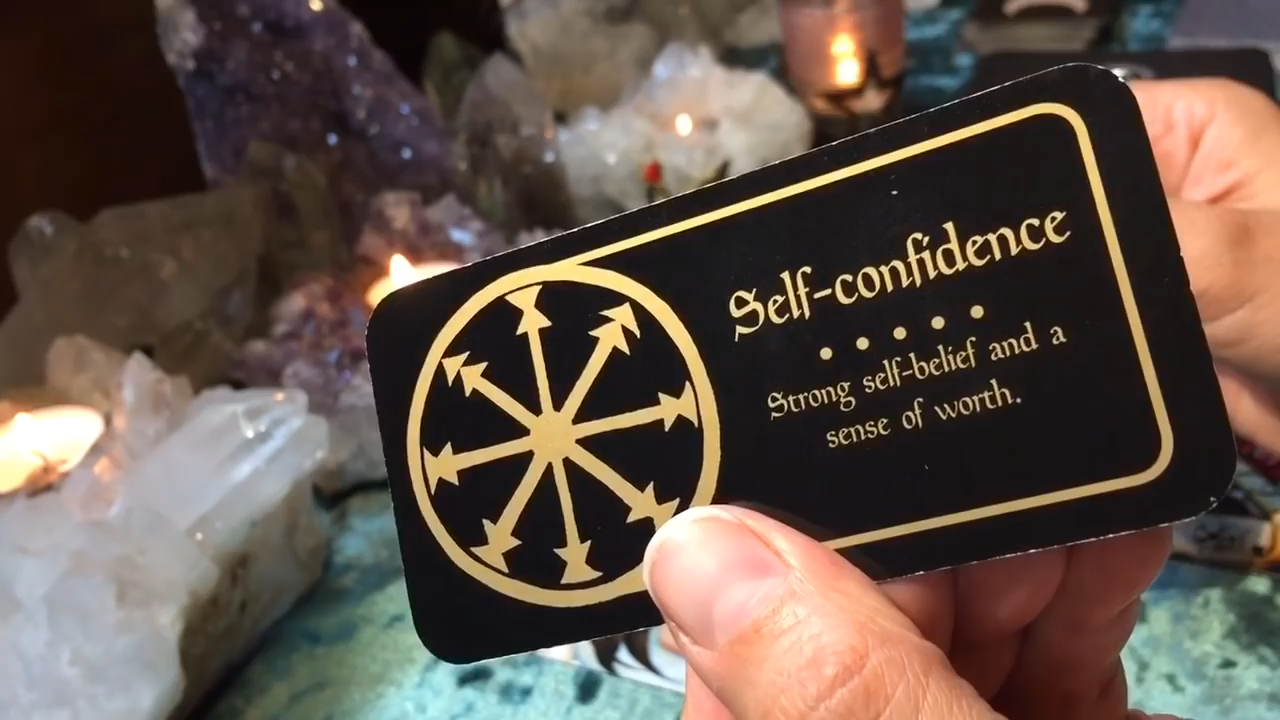 Self-confidence
Strong self-belief and a
sense of worth.